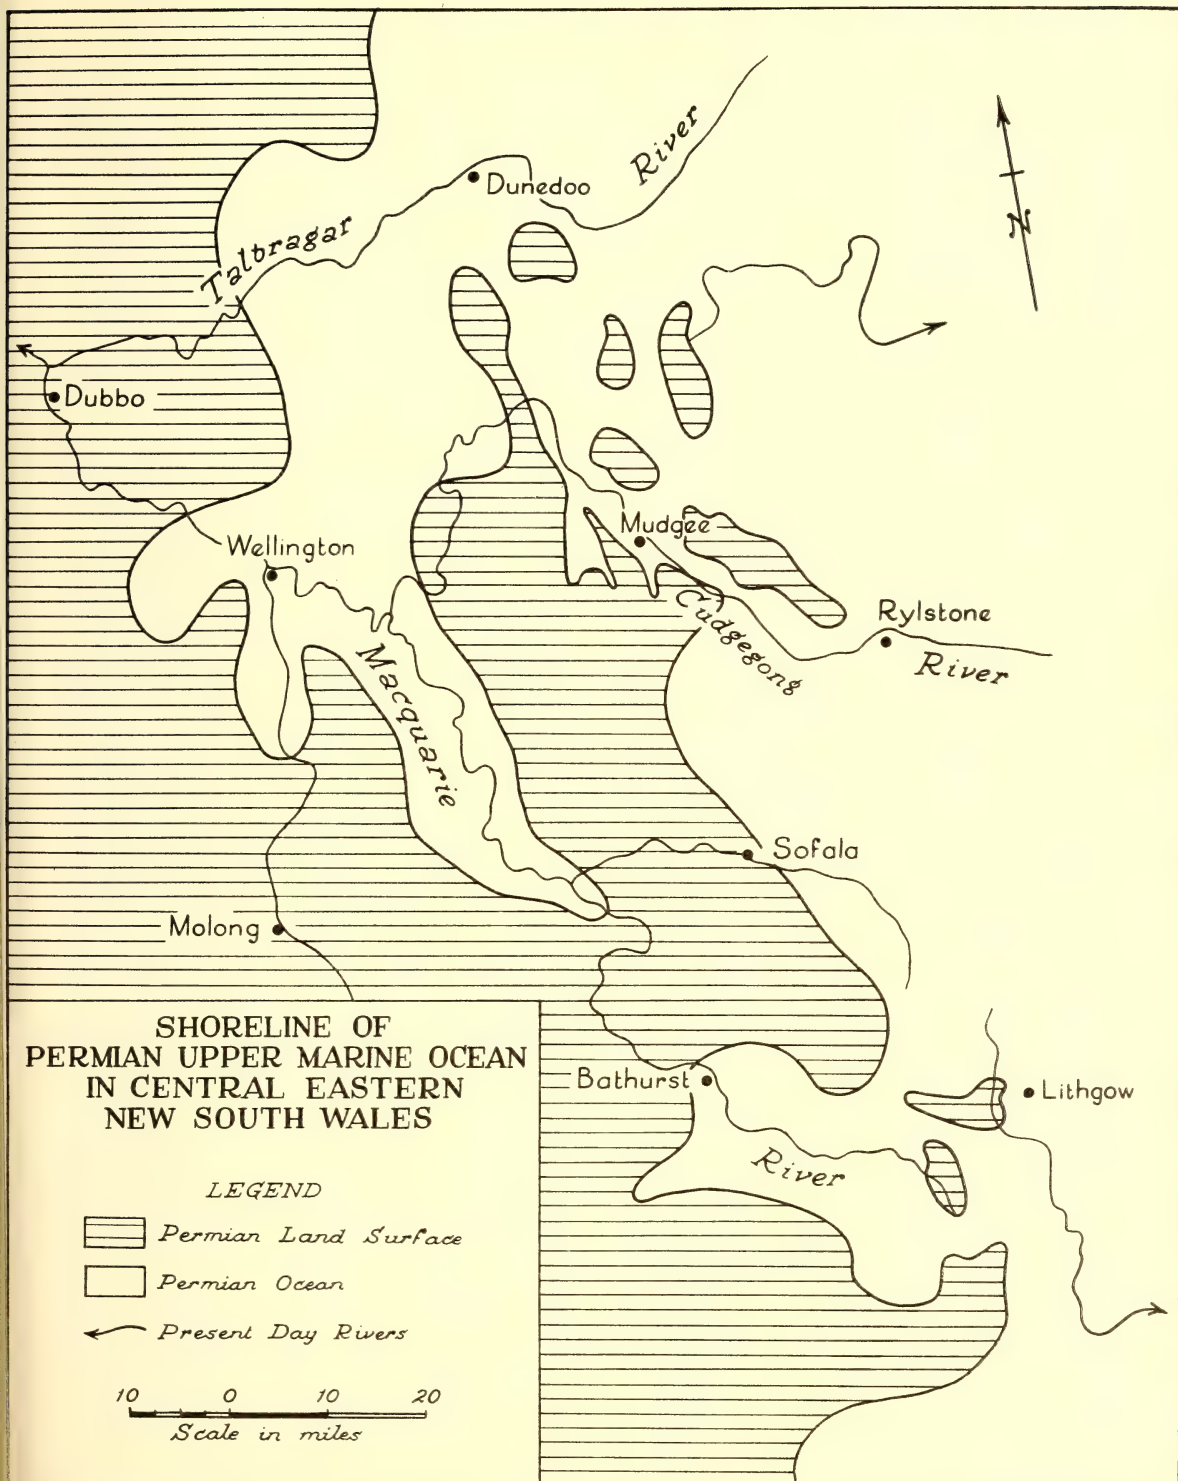 River
Dunedoo
Talbragar
N
Dubbo
Mudgee
Wellington
Rylstone
Cudgegong
River
Macquarie
Sofala
Molong
SHORELINE OF
PERMIAN UPPER MARINE OCEAN
IN CENTRAL EASTERN
NEW SOUTH WALES
Bathurst
Lithgow
River
LEGEND
Permian Land Surface
Permian Ocean
Present Day Rivers
10 0 10 20
Scale in miles